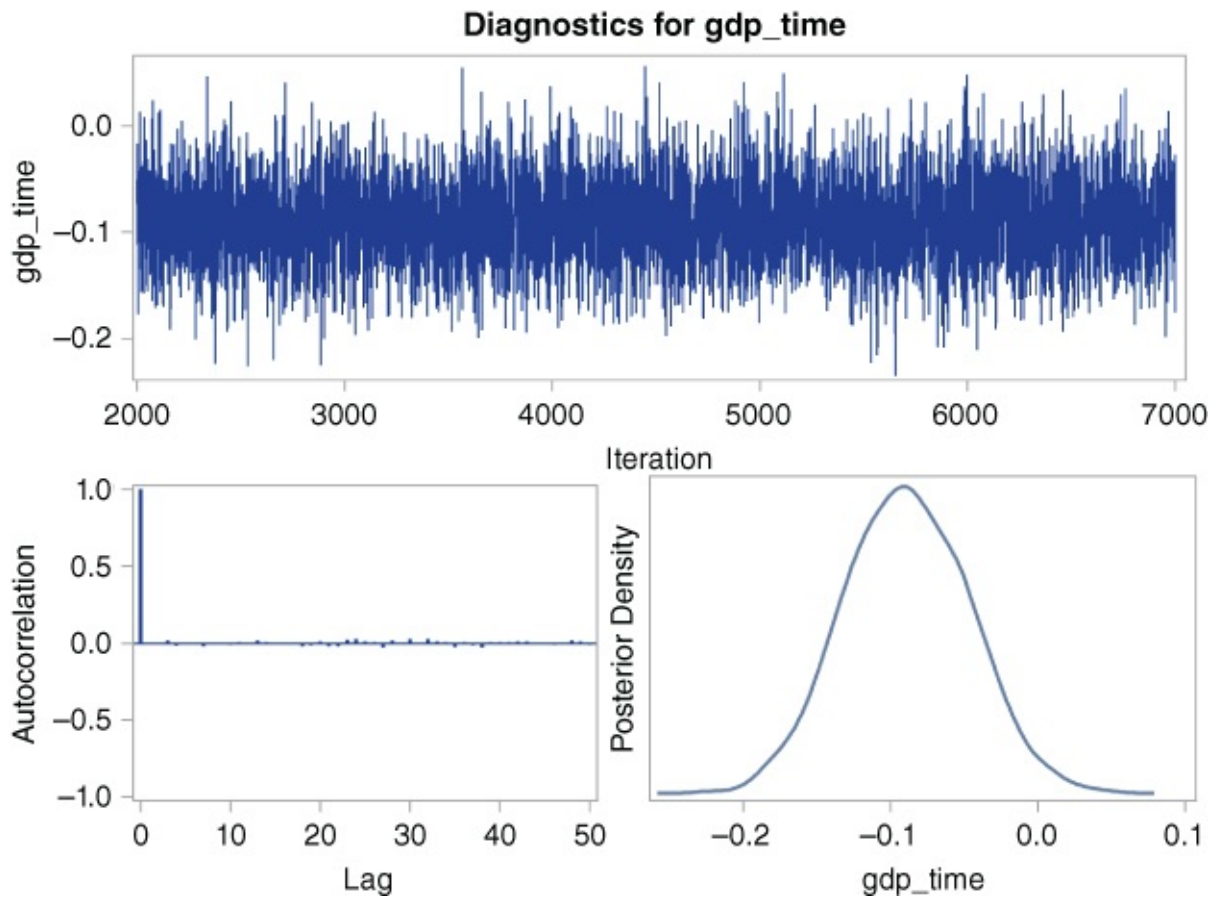 Diagnostics for gdp_time
gdp_time
0.0
−0.1
−0.2
2000 3000 4000 5000 6000 7000
Iteration
Autocorrelation
1.0
0.5
0.0
−0.5
−1.0
0 10 20 30 40 50
Lag
Posterior Density
−0.2 −0.1 0.0 0.1
gdp_time